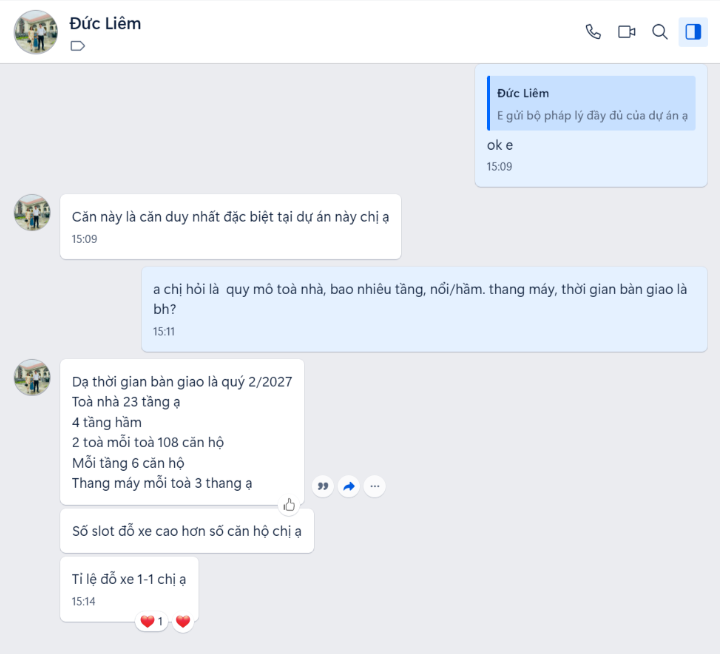 Đức Liêm
Đức Liêm
E gửi bộ pháp lý đầy đủ của dự án ạ
ok e
15:09
Căn này là căn duy nhất đặc biệt tại dự án này chị ạ
15:09
a chị hỏi là  quy mô toà nhà, bao nhiêu tầng, nổi/hầm. thang máy, thời gian bàn giao là
bh?
15:11
Dạ thời gian bàn giao là quý 2/2027
Toà nhà 23 tầng ạ
4 tầng hầm
2 toà mỗi toà 108 căn hộ
Mỗi tầng 6 căn hộ
Thang máy mỗi toà 3 thang ạ
Số slot đỗ xe cao hơn số căn hộ chị ạ
Tỉ lệ đỗ xe 1-1 chị ạ
15:14
1